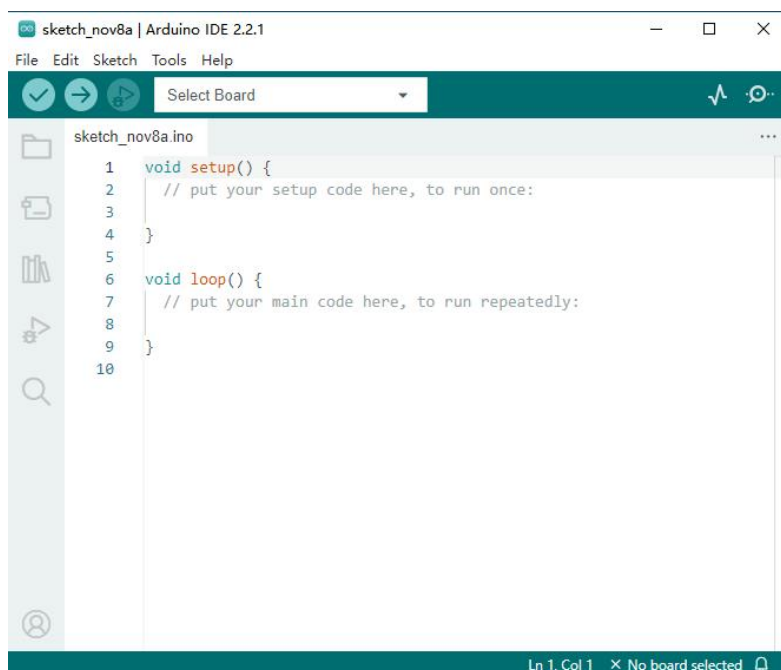 sketch_nov8a | Arduino IDE 2.2.1
File Edit Sketch Tools Help
Select Board
sketch_nov8a.ino
1 void setup() {
2 // put your setup code here, to run once:
3
4 }
5
6 void loop() {
7 // put your main code here, to run repeatedly:
8
9 }
10
Ln 1, Col 1 × No board selected